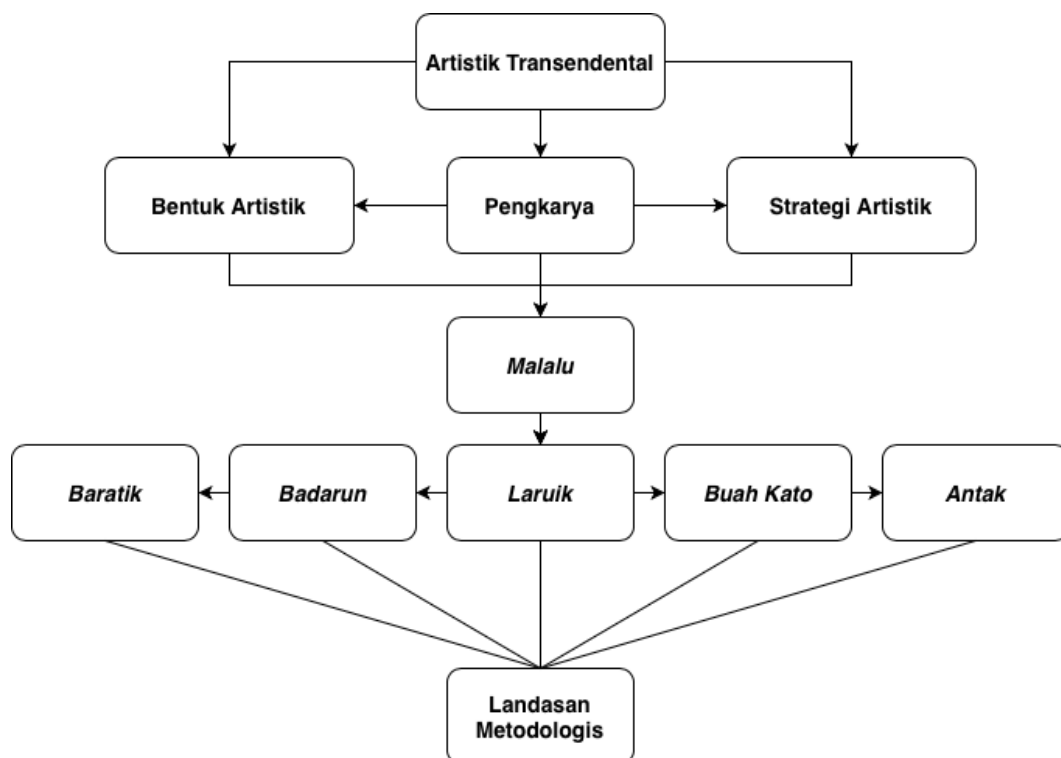 Artistik Transendental
Bentuk Artistik
Pengkarya
Strategi Artistik
Malalu
Baratik
Badarun
Laruik
Buah Kato
Antak
Landasan
Metodologis